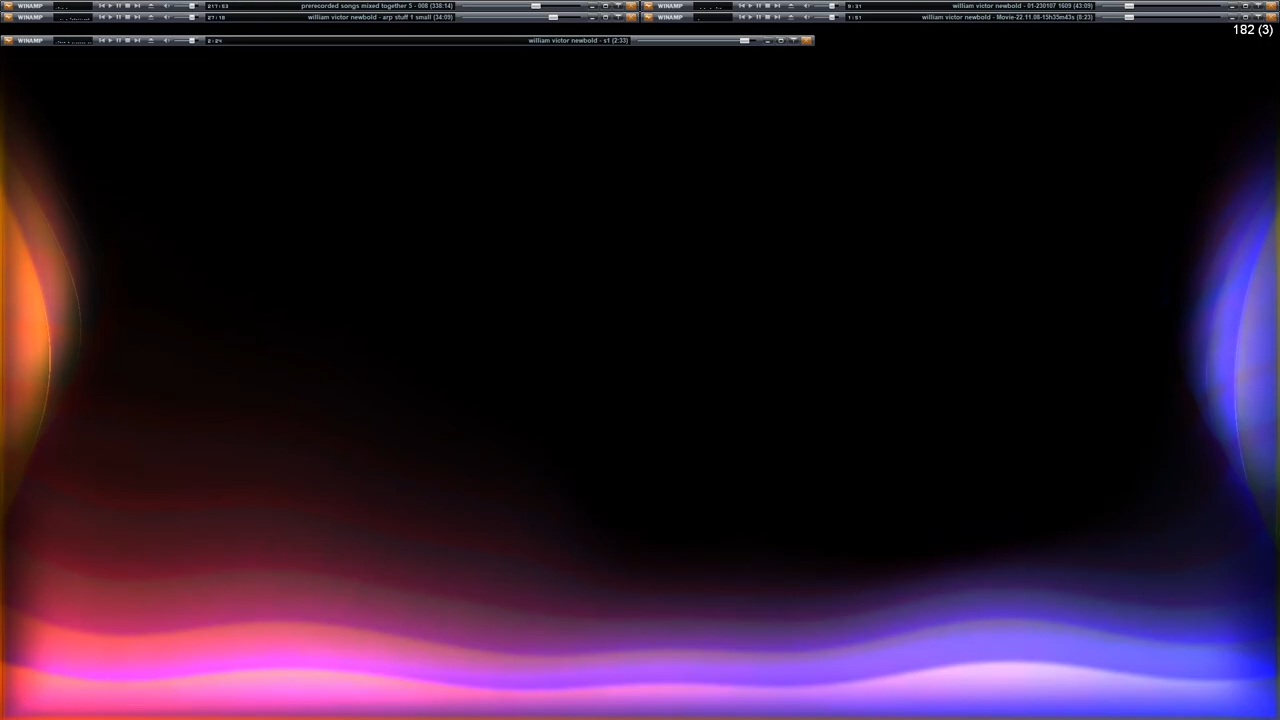 WINAMP 217:53 prerecorded songs mixed together 5 - 008 (338:14)
WINAMP 9:31 william victor newbold - 01-230107 1609 (43:09)
WINAMP 27:18 william victor newbold - arp stuff 1 small (34:09)
WINAMP 1:51 william victor newbold - Movie-22.11.08-15h35m43s (8:23)
182 (3)
WINAMP 2:24 william victor newbold - s1 (2:33)